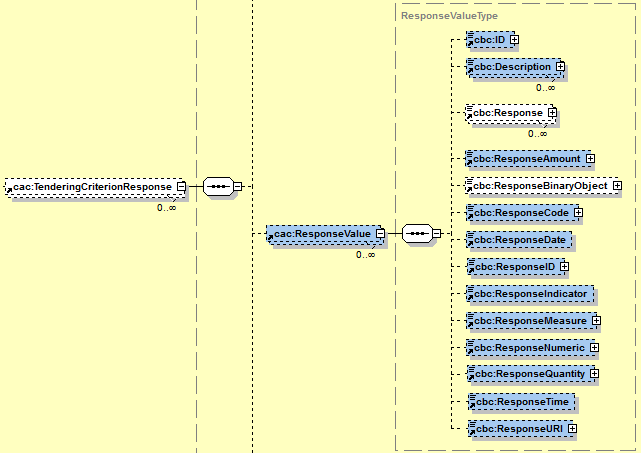 ResponseValueType
cbc:ID
cbc:Description
0..∞
cbc:Response
0..∞
cbc:ResponseAmount
cac:TenderingCriterionResponse
0..∞
cbc:ResponseBinaryObject
cbc:ResponseCode
cac:ResponseValue
0..∞
cbc:ResponseDate
cbc:ResponseID
cbc:ResponseIndicator
cbc:ResponseMeasure
cbc:ResponseNumeric
cbc:ResponseQuantity
cbc:ResponseTime
cbc:ResponseURI